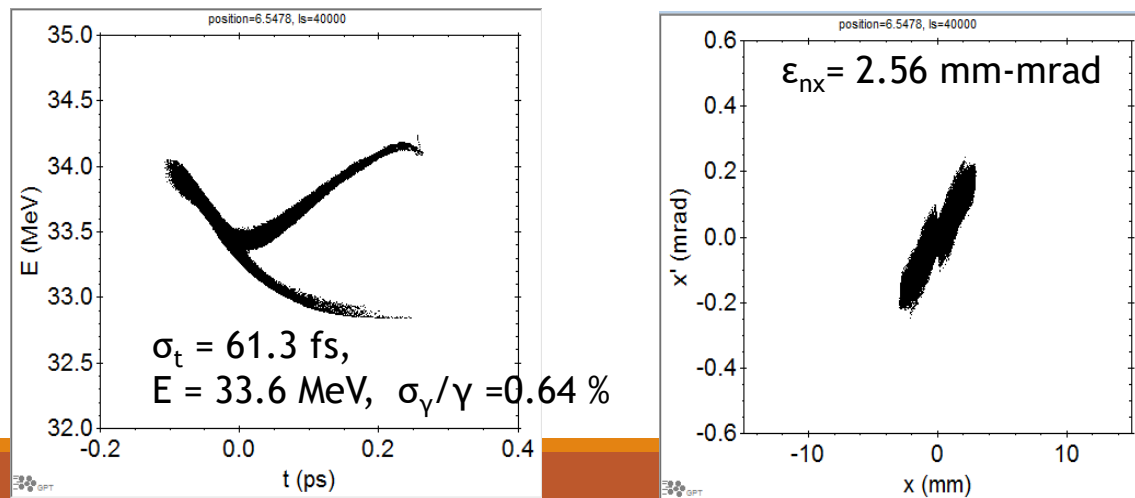 position=6.5478, ls=40000
35.0
34.5
34.0
33.5
33.0
32.5
32.0
E (MeV)
σt = 61.3 fs,
E = 33.6 MeV, σγ/γ =0.64 %
-0.2
0.0
0.2
0.4
t (ps)
GPT
position=6.5478, ls=40000
εnx= 2.56 mm-mrad
0.6
0.4
0.2
0.0
-0.2
-0.4
-0.6
x' (mrad)
-10
0
10
x (mm)
GPT